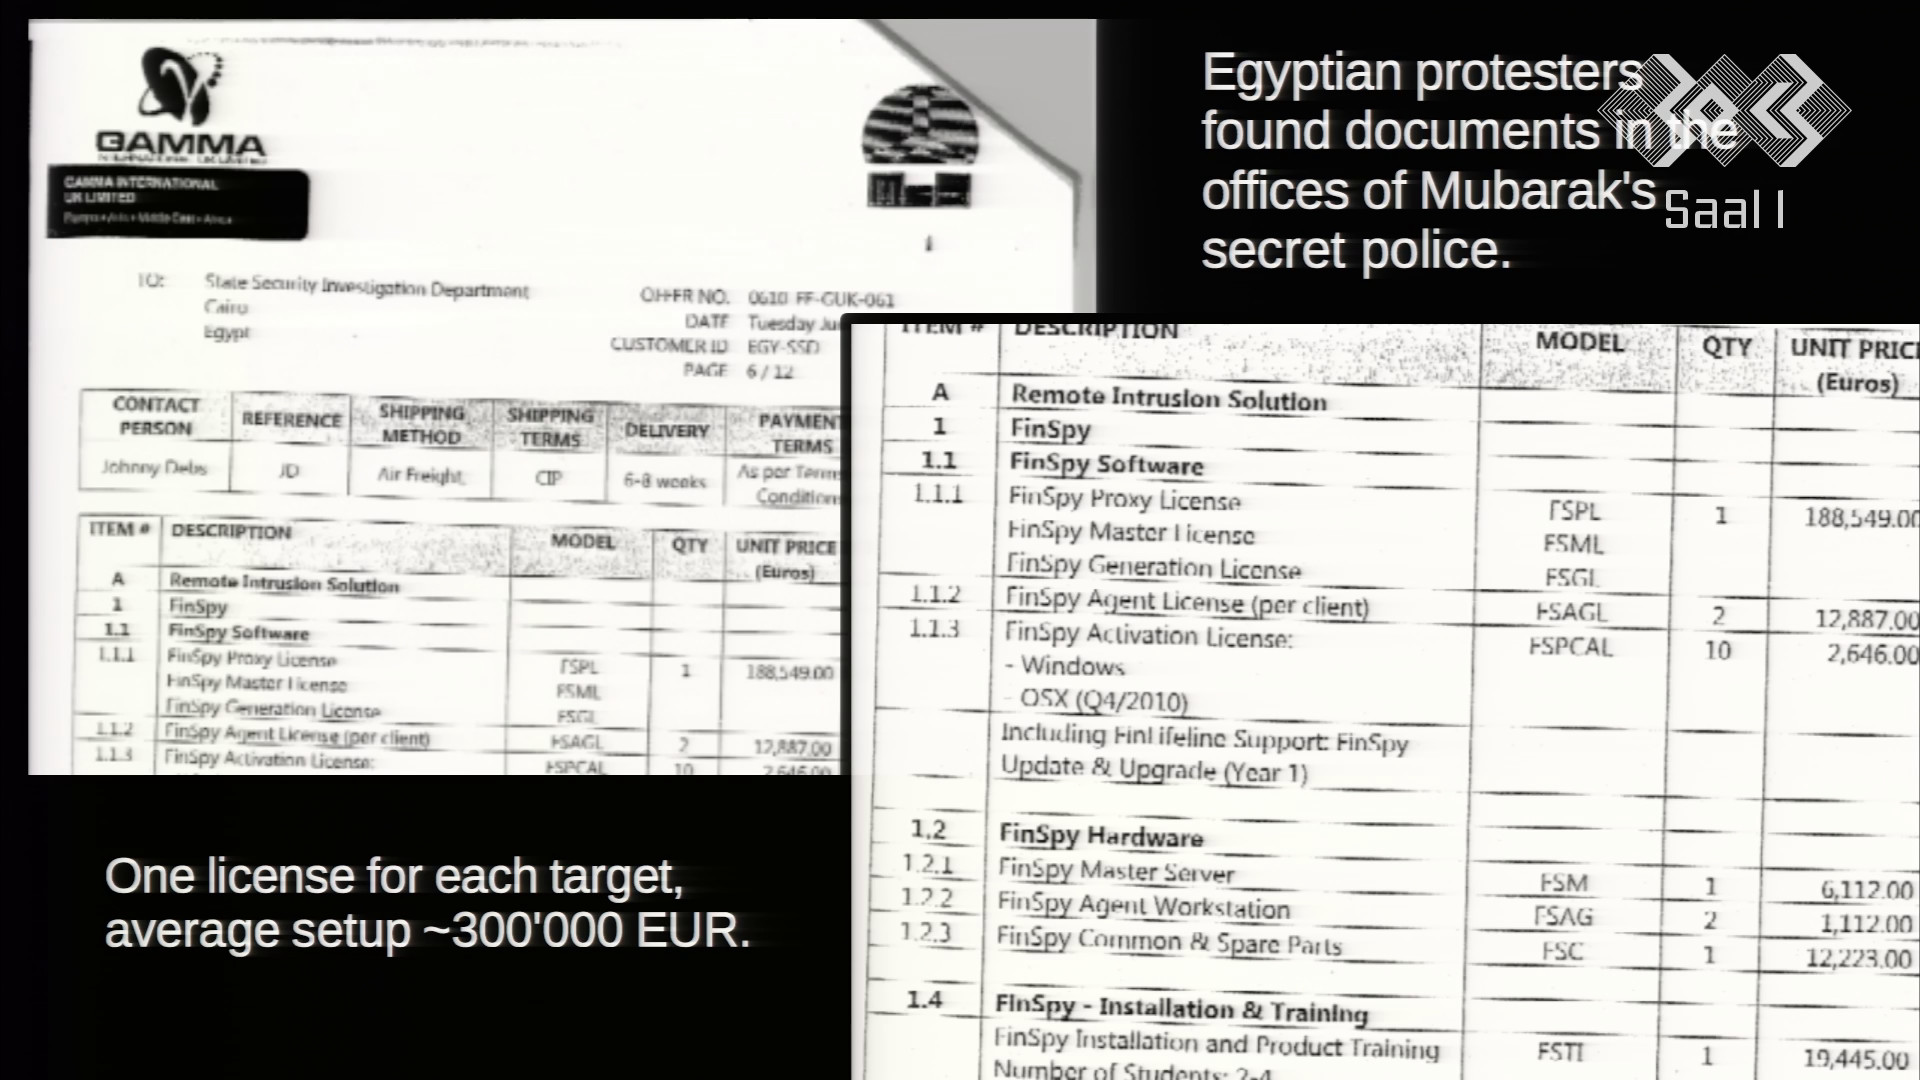 GAMMA
GAMMA INTERNATIONAL
UK LIMITED
TO: State Security Investigation Department
Cairo
Egypt
OFFER NO. 0610 FF-GUK-061
DATE Tuesday
CUSTOMER ID EGY-SSD
PAGE 6 / 12
CONTACT PERSON REFERENCE SHIPPING METHOD SHIPPING TERMS DELIVERY PAYMENT TERMS
Johnny Debs JD Air Freight CIP 6-8 weeks As per Terms
Conditions
ITEM # DESCRIPTION MODEL QTY UNIT PRICE
(Euros)
A Remote Intrusion Solution
1 FinSpy
1.1 FinSpy Software
1.1.1 FinSpy Proxy License FSPL 1 188,549.00
FinSpy Master License FSML
FinSpy Generation License FSGL
1.1.2 FinSpy Agent License (per client) FSAGL 2 12,887.00
1.1.3 FinSpy Activation License: FSPCAL 10 2,646.00
Egyptian protesters
found documents in the
offices of Mubarak's
secret police.
Saal 1
ITEM # DESCRIPTION MODEL QTY UNIT PRICE
(Euros)
A Remote Intrusion Solution
1 FinSpy
1.1 FinSpy Software
1.1.1 FinSpy Proxy License FSPL 1 188,549.00
FinSpy Master License FSML
FinSpy Generation License FSGL
1.1.2 FinSpy Agent License (per client) FSAGL 2 12,887.00
1.1.3 FinSpy Activation License: FSPCAL 10 2,646.00
- Windows
- OSX (Q4/2010)
Including FinLifeline Support: FinSpy
Update & Upgrade (Year 1)
1.2 FinSpy Hardware
1.2.1 FinSpy Master Server FSM 1 6,112.00
1.2.2 FinSpy Agent Workstation FSAG 2 1,112.00
1.2.3 FinSpy Common & Spare Parts FSC 1 12,223.00
1.4 FinSpy - Installation & Training
FinSpy Installation and Product Training FSTI 1 19,445.00
Number of Students: 2-4
One license for each target,
average setup ~300'000 EUR.